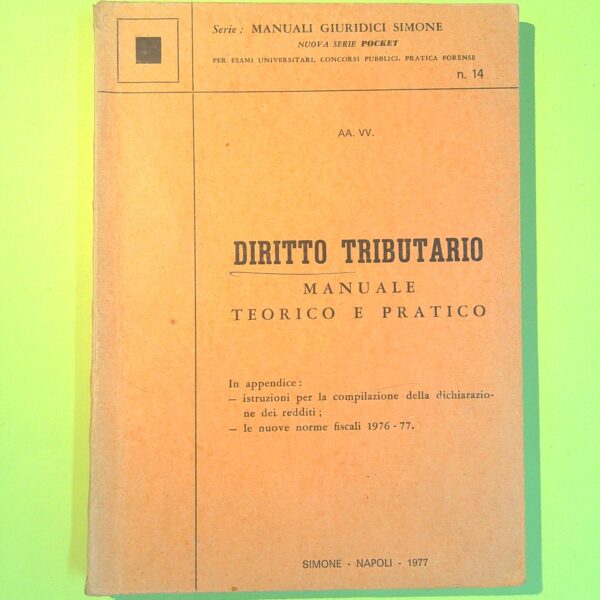 Serie: MANUALI GIURIDICI SIMONE
NUOVA SERIE POCKET
PER ESAMI UNIVERSITARI, CONCORSI PUBBLICI, PRATICA FORENSE
n. 14
AA. VV.
DIRITTO TRIBUTARIO
MANUALE
TEORICO E PRATICO
In appendice:
— istruzioni per la compilazione della dichiarazio-
ne dei redditi;
— le nuove norme fiscali 1976-77.
SIMONE - NAPOLI - 1977